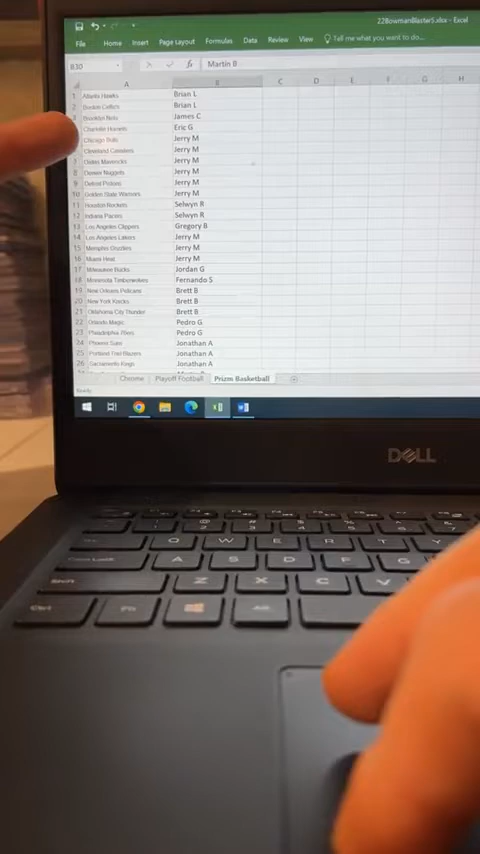 22BowmanBlaster5.xlsx - Excel
File Home Insert Page Layout Formulas Data Review View Tell me what you want to do...
B30 Martin B
A B C D E F G H
1 Atlanta Hawks Brian L
2 Boston Celtics Brian L
3 Brooklyn Nets James C
Charlotte Hornets Eric G
Chicago Bulls Jerry M
Cleveland Cavaliers Jerry M
7 Dallas Mavericks Jerry M
8 Denver Nuggets Jerry M
9 Detroit Pistons Jerry M
10 Golden State Warriors Jerry M
11 Houston Rockets Selwyn R
12 Indiana Pacers Selwyn R
13 Los Angeles Clippers Gregory B
14 Los Angeles Lakers Jerry M
15 Memphis Grizzlies Jerry M
16 Miami Heat Jerry M
17 Milwaukee Bucks Jordan G
18 Minnesota Timberwolves Fernando S
19 New Orleans Pelicans Brett B
20 New York Knicks Brett B
21 Oklahoma City Thunder Brett B
22 Orlando Magic Pedro G
23 Philadelphia 76ers Pedro G
24 Phoenix Suns Jonathan A
25 Portland Trail Blazers Jonathan A
26 Sacramento Kings Jonathan A
Chrome Playoff Football Prizm Basketball
Ready
DELL
Q W E R T Y
Caps Lock A S D F G
Shift Z X C V
Ctrl Fn Alt